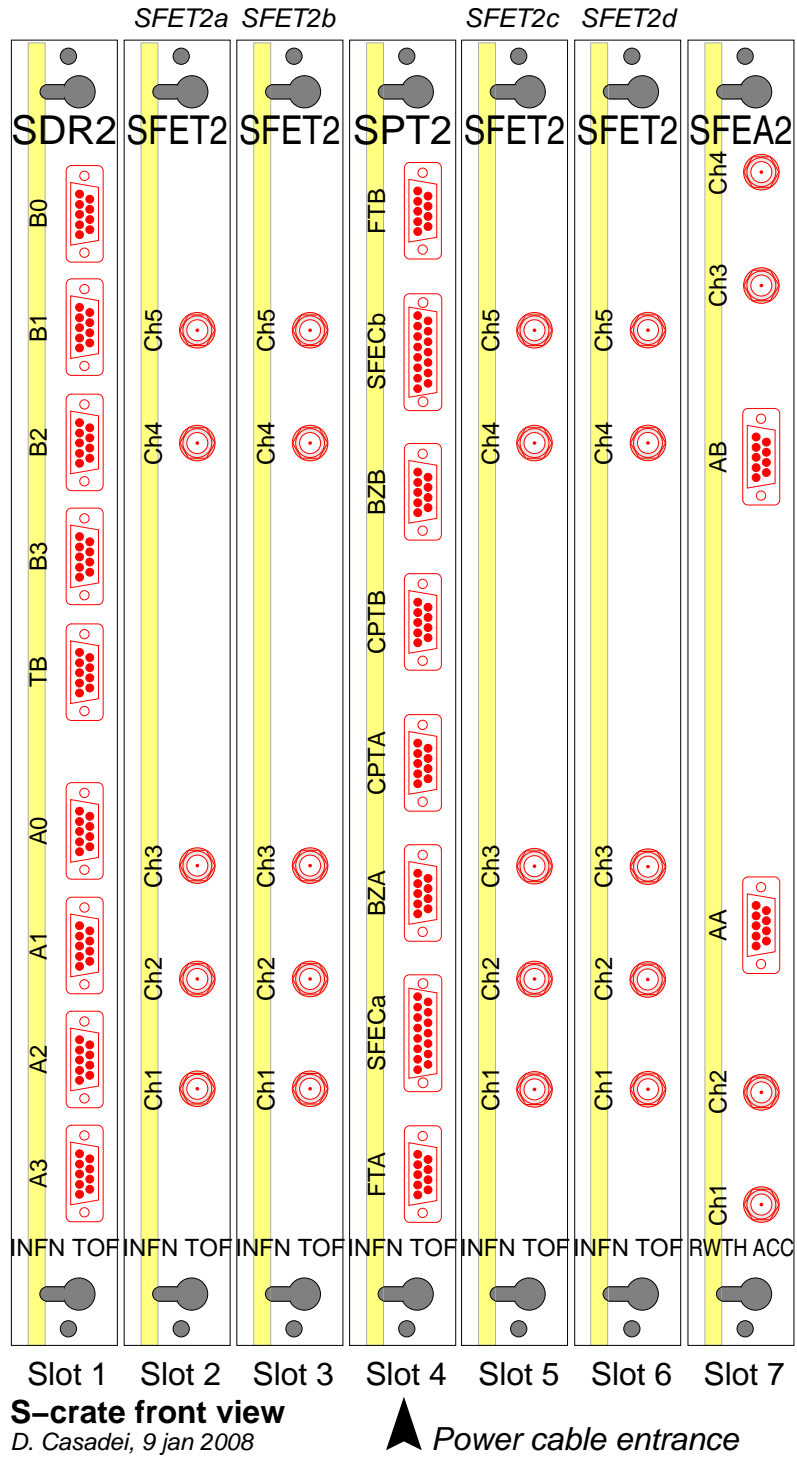 SFET2a SFET2b SFET2c SFET2d
SDR2 SFET2 SFET2 SPT2 SFET2 SFET2 SFEA2
B0
B1
B2
B3
TB
A0
A1
A2
A3
INFN TOF
Ch5
Ch4
Ch3
Ch2
Ch1
INFN TOF
Ch5
Ch4
Ch3
Ch2
Ch1
INFN TOF
FTB
SFECb
BZB
CPTB
CPTA
BZA
SFECa
FTA
INFN TOF
Ch5
Ch4
Ch3
Ch2
Ch1
INFN TOF
Ch5
Ch4
Ch3
Ch2
Ch1
INFN TOF
Ch4
Ch3
AB
AA
Ch2
Ch1
RWTH ACC
Slot 1 Slot 2 Slot 3 Slot 4 Slot 5 Slot 6 Slot 7
S–crate front view
D. Casadei, 9 jan 2008
Power cable entrance